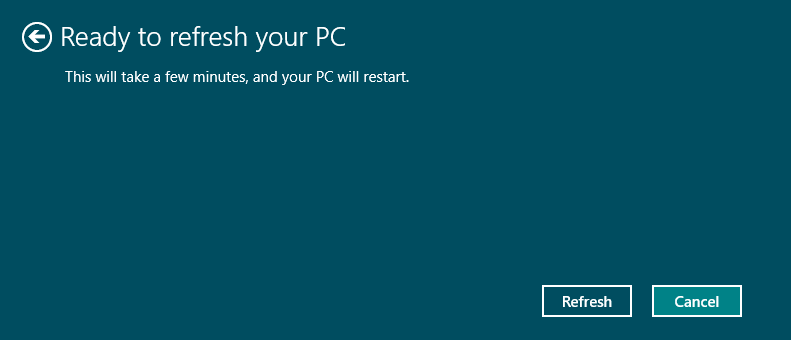 Ready to refresh your PC
This will take a few minutes, and your PC will restart.
Refresh Cancel